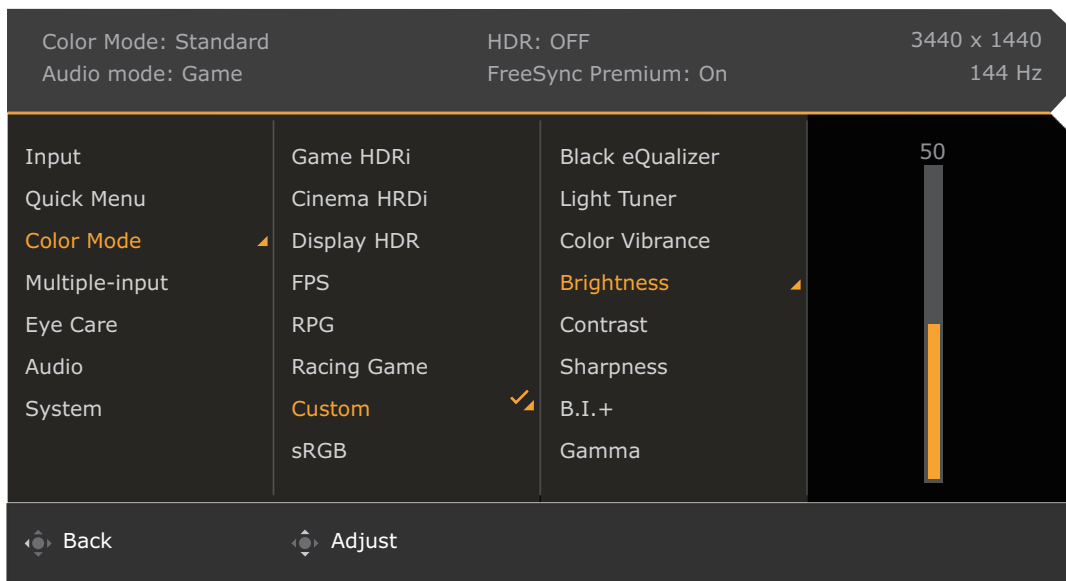 Color Mode: Standard
Audio mode: Game
HDR: OFF
FreeSync Premium: On
3440 x 1440
144 Hz
Input
Quick Menu
Color Mode
Multiple-input
Eye Care
Audio
System
Game HDRi
Cinema HRDi
Display HDR
FPS
RPG
Racing Game
Custom
sRGB
Black eQualizer
Light Tuner
Color Vibrance
Brightness
Contrast
Sharpness
B.I.+
Gamma
50
Back
Adjust